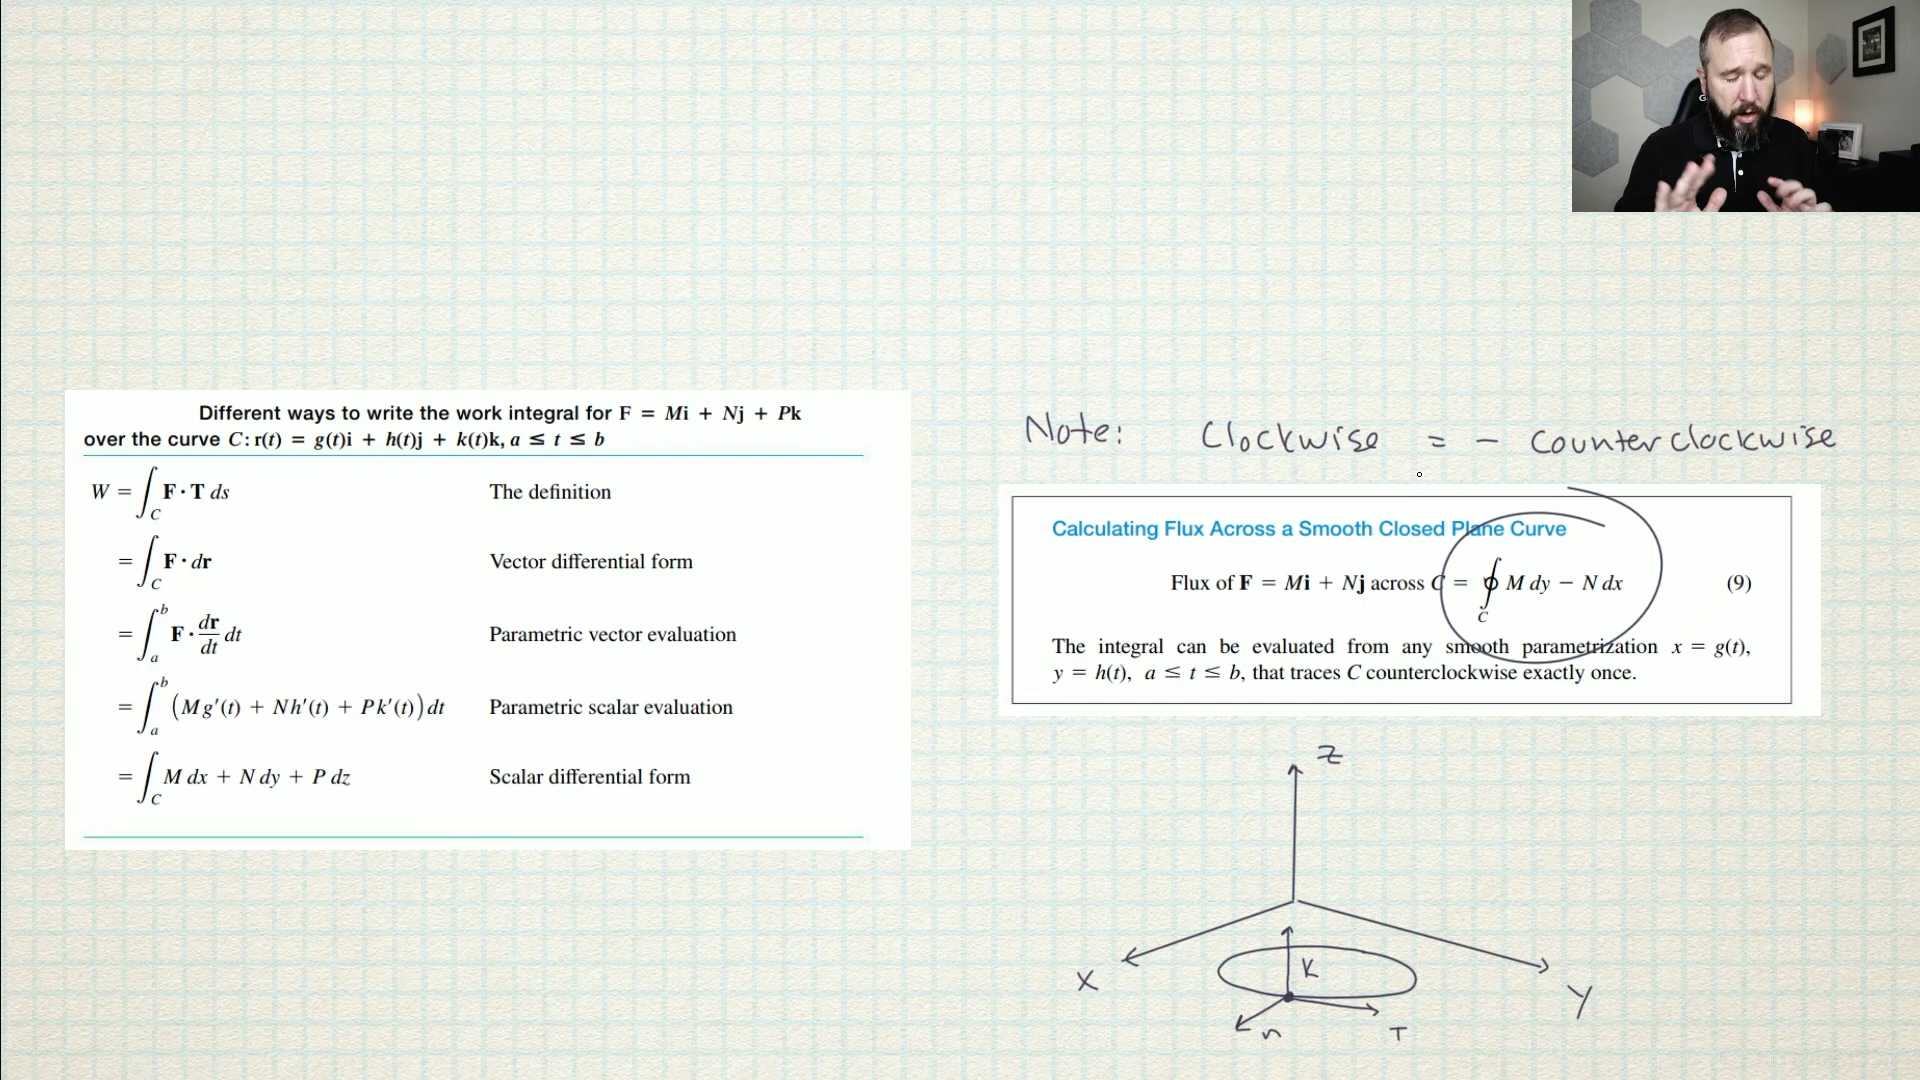 Different ways to write the work integral for F = Mi + Nj + Pk
over the curve C: r(t) = g(t)i + h(t)j + k(t)k, a ≤ t ≤ b
W = ∫_C F · T ds The definition
= ∫_C F · dr Vector differential form
= ∫_a^b F · dr/dt dt Parametric vector evaluation
= ∫_a^b (Mg′(t) + Nh′(t) + Pk′(t)) dt Parametric scalar evaluation
= ∫_C M dx + N dy + P dz Scalar differential form
Note: Clockwise = - counterclockwise
Calculating Flux Across a Smooth Closed Plane Curve
Flux of F = Mi + Nj across C = ∮_C M dy − N dx (9)
The integral can be evaluated from any smooth parametrization x = g(t),
y = h(t), a ≤ t ≤ b, that traces C counterclockwise exactly once.
z
K
X
y
n
T